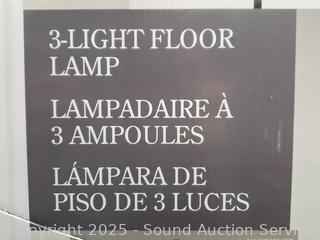 3-LIGHT FLOOR
LAMP
LAMPADAIRE À
3 AMPOULES
LÁMPARA DE
PISO DE 3 LUCES
Copyright 2025 - Sound Auction Servi